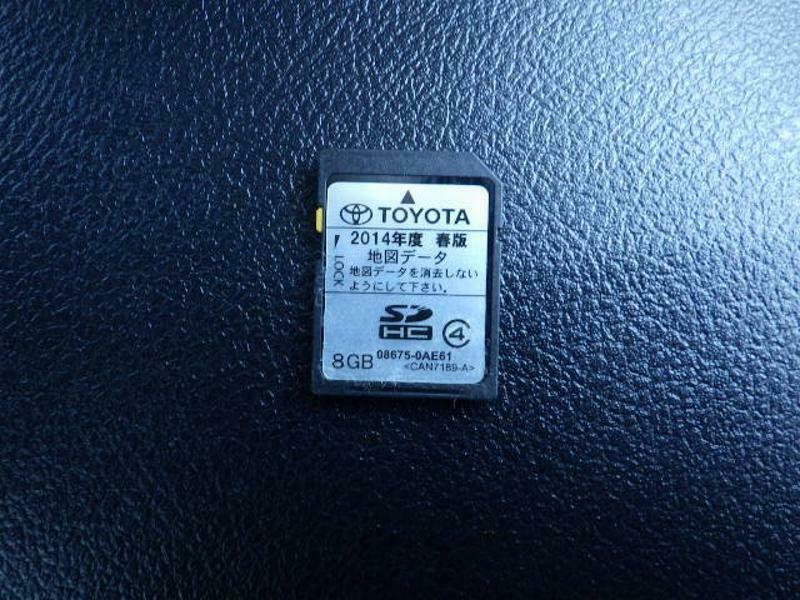 TOYOTA
2014年度 春版
地図データ
LOCK
地図データを消去しない
ようにして下さい。
SD
HC ④
8GB 08675-0AE61
<CAN7189-A>